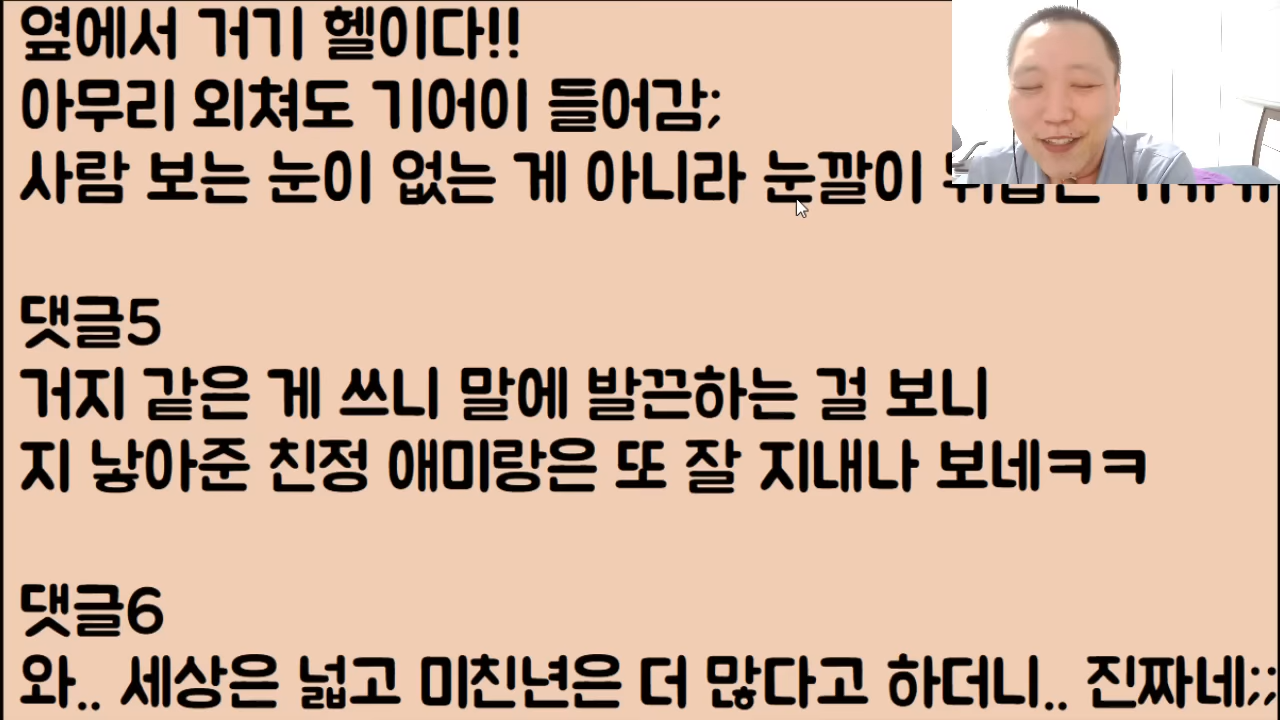 옆에서 거기 헬이다!!
아무리 외쳐도 기어이 들어감;
사람 보는 눈이 없는 게 아니라 눈깔이
댓글5
거지 같은 게 쓰니 말에 발끈하는 걸 보니
지 낳아준 친정 애미랑은 또 잘 지내나 보네ㅋㅋ
댓글6
와.. 세상은 넓고 미친년은 더 많다고 하더니.. 진짜네;;